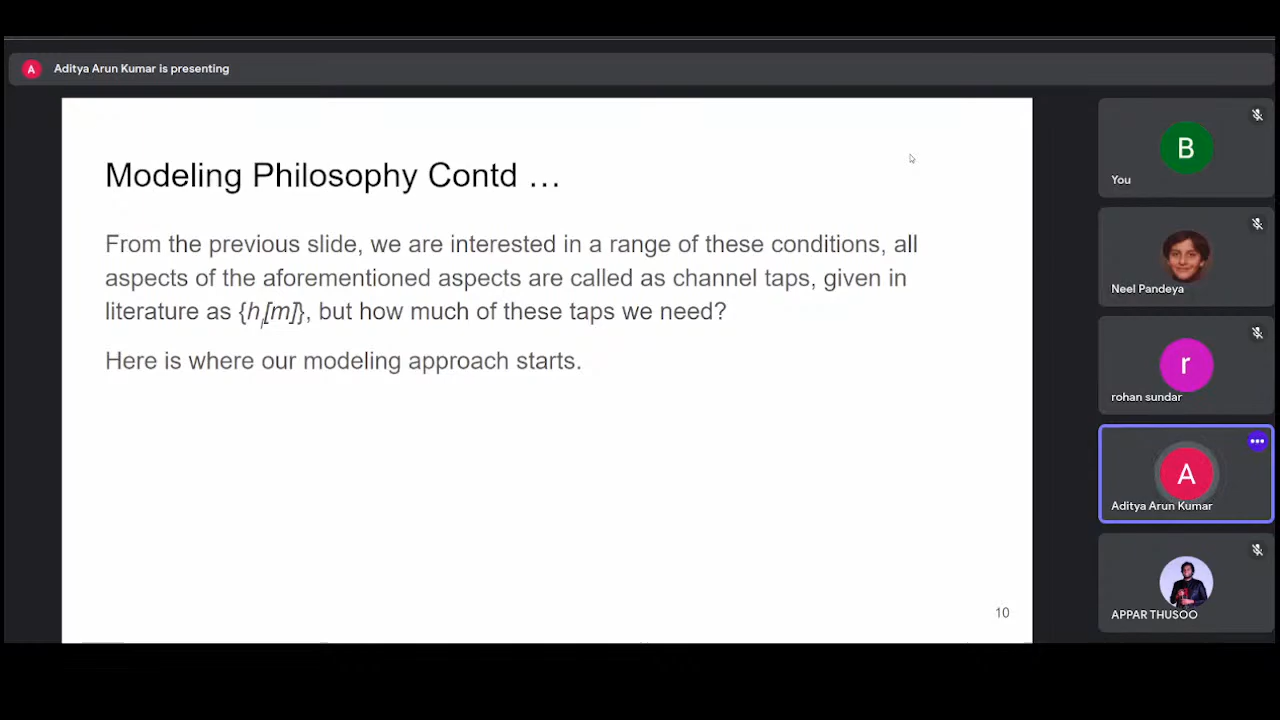 A Aditya Arun Kumar is presenting
Modeling Philosophy Contd …
From the previous slide, we are interested in a range of these conditions, all
aspects of the aforementioned aspects are called as channel taps, given in
literature as {hₗ[m]}, but how much of these taps we need?
Here is where our modeling approach starts.
10
B
You
Neel Pandeya
r
rohan sundar
A
Aditya Arun Kumar
APPAR THUSOO